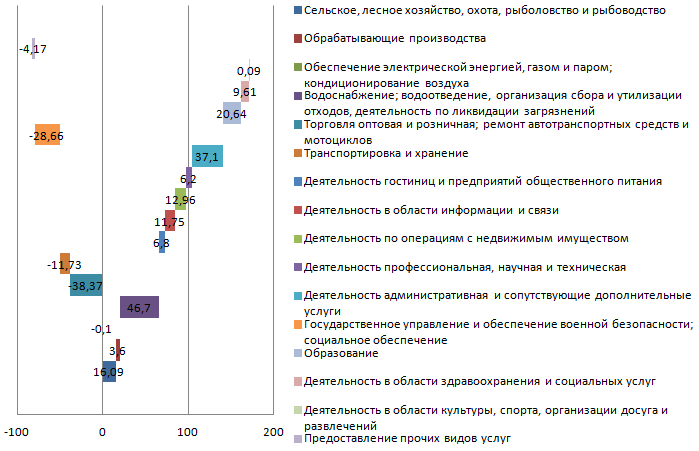 -4,17
0,09
9,61
20,64
-28,66
37,1
6,2
12,96
11,75
6,8
-11,73
-38,37
46,7
-0,1
3,6
16,09
-100 0 100 200
Сельское, лесное хозяйство, охота, рыболовство и рыбоводство
Обрабатывающие производства
Обеспечение электрической энергией, газом и паром;
кондиционирование воздуха
Водоснабжение; водоотведение, организация сбора и утилизации
отходов, деятельность по ликвидации загрязнений
Торговля оптовая и розничная; ремонт автотранспортных средств и
мотоциклов
Транспортировка и хранение
Деятельность гостиниц и предприятий общественного питания
Деятельность в области информации и связи
Деятельность по операциям с недвижимым имуществом
Деятельность профессиональная, научная и техническая
Деятельность административная и сопутствующие дополнительные
услуги
Государственное управление и обеспечение военной безопасности;
социальное обеспечение
Образование
Деятельность в области здравоохранения и социальных услуг
Деятельность в области культуры, спорта, организации досуга и
развлечений
Предоставление прочих видов услуг